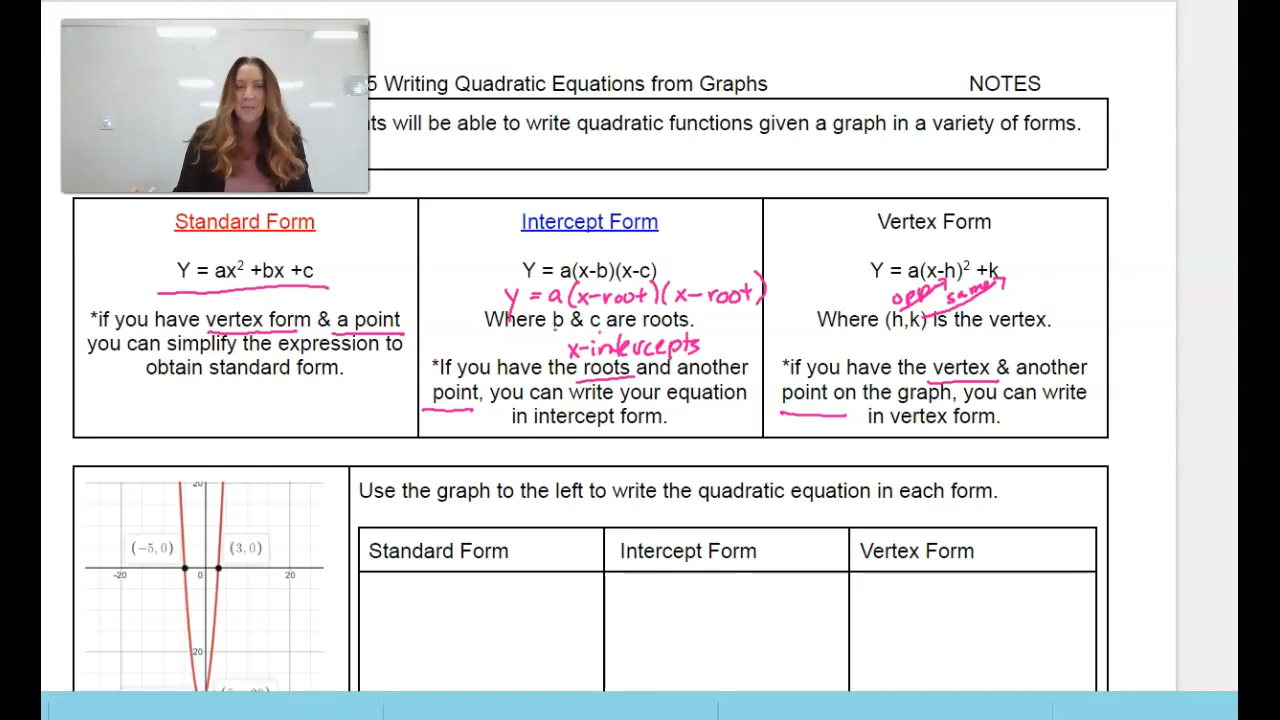 5 Writing Quadratic Equations from Graphs NOTES
will be able to write quadratic functions given a graph in a variety of forms.
Standard Form
Y = ax² +bx +c
*if you have vertex form & a point
you can simplify the expression to
obtain standard form.
Intercept Form
Y = a(x-b)(x-c)
y = a(x-root)(x-root)
Where b & c are roots.
x-intercepts
*If you have the roots and another
point, you can write your equation
in intercept form.
Vertex Form
Y = a(x-h)² +k
opp same
Where (h,k) is the vertex.
*if you have the vertex & another
point on the graph, you can write
in vertex form.
20
(-5,0) (3,0)
-20 0 20
20
Use the graph to the left to write the quadratic equation in each form.
Standard Form Intercept Form Vertex Form